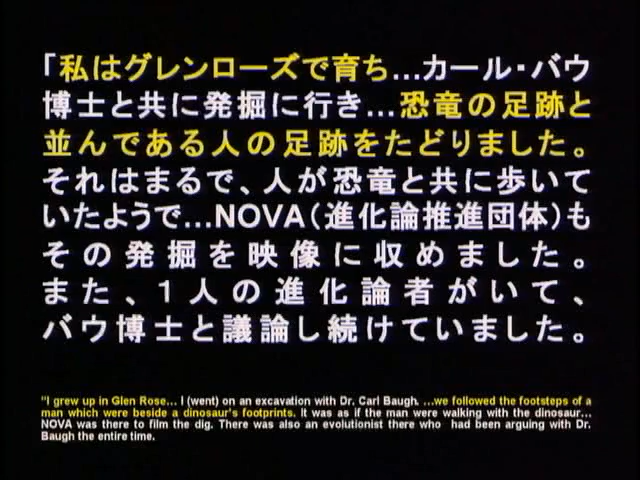 「私はグレンローズで育ち...カール・バウ
博士と共に発掘に行き...恐竜の足跡と
並んである人の足跡をたどりました。
それはまるで、人が恐竜と共に歩いて
いたようで...NOVA（進化論推進団体）も
その発掘を映像に収めました。
また、１人の進化論者がいて、
バウ博士と議論し続けていました。
"I grew up in Glen Rose... I (went) on an excavation with Dr. Carl Baugh. ...we followed the footsteps of a
man which were beside a dinosaur's footprints. It was as if the man were walking with the dinosaur...
NOVA was there to film the dig. There was also an evolutionist there who had been arguing with Dr.
Baugh the entire time.